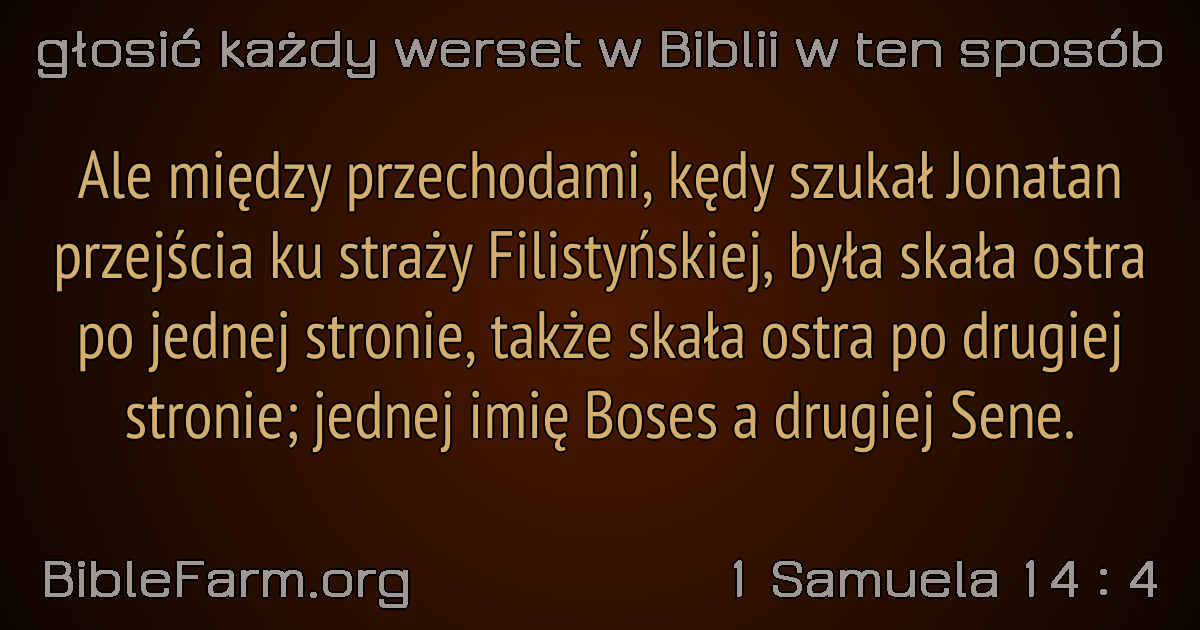 głosić każdy werset w Biblii w ten sposób
Ale między przechodami, kędy szukał Jonatan
przejścia ku straży Filistyńskiej, była skała ostra
po jednej stronie, także skała ostra po drugiej
stronie; jednej imię Boses a drugiej Sene.
BibleFarm.org
1 Samuela 14 : 4